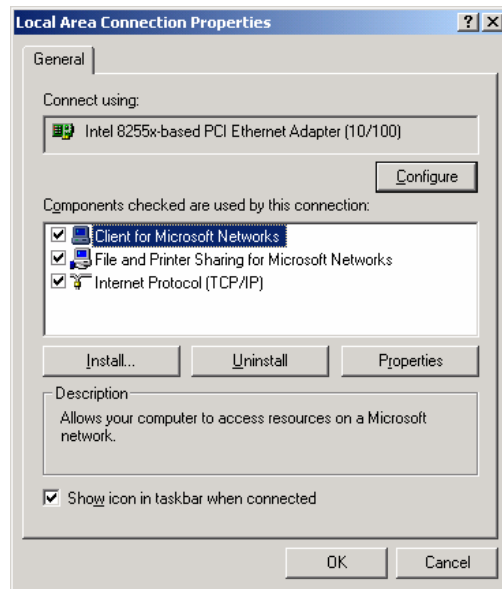 Local Area Connection Properties
General
Connect using:
Intel 8255x-based PCI Ethernet Adapter (10/100)
Configure
Components checked are used by this connection:
Client for Microsoft Networks
File and Printer Sharing for Microsoft Networks
Internet Protocol (TCP/IP)
Install... Uninstall Properties
Description
Allows your computer to access resources on a Microsoft
network.
Show icon in taskbar when connected
OK Cancel